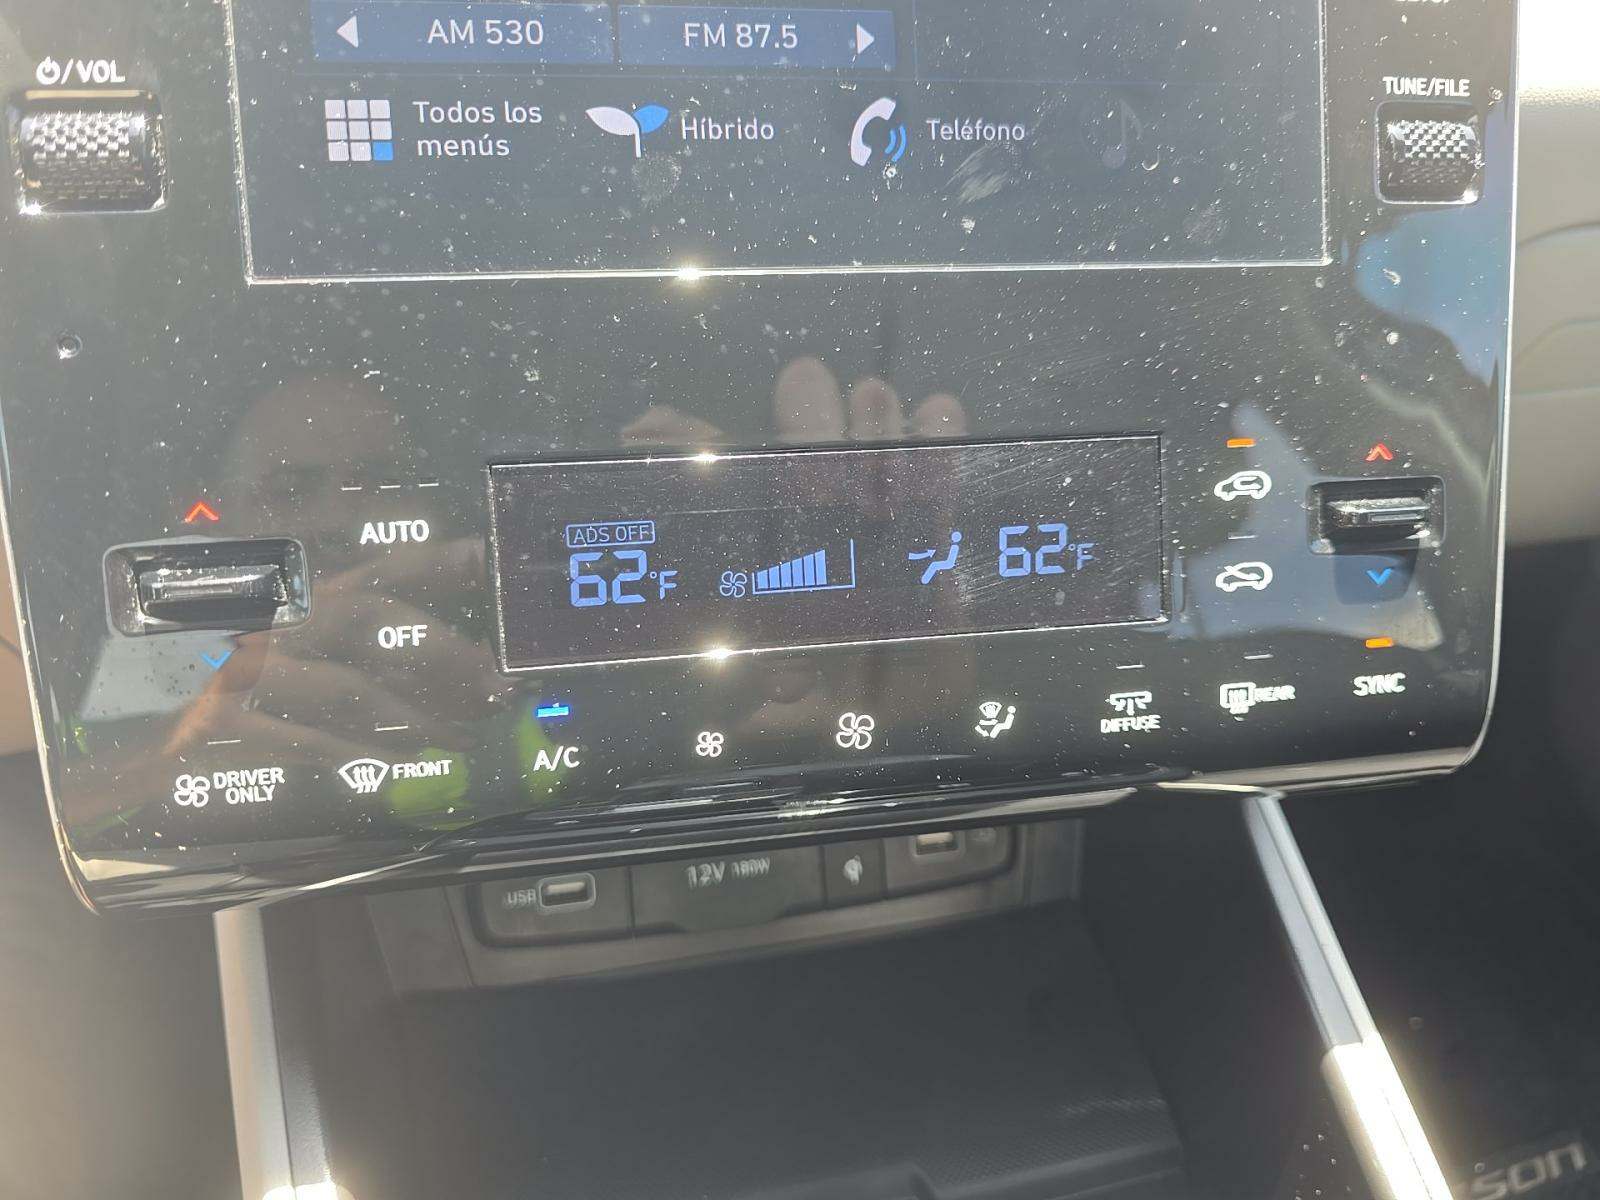 AM 530
FM 87.5
/VOL
TUNE/FILE
Todos los
menús
Híbrido
Teléfono
AUTO
ADS OFF
62°F
62°F
OFF
SYNC
REAR
DIFFUSE
A/C
FRONT
DRIVER
ONLY
USB
12V 180W